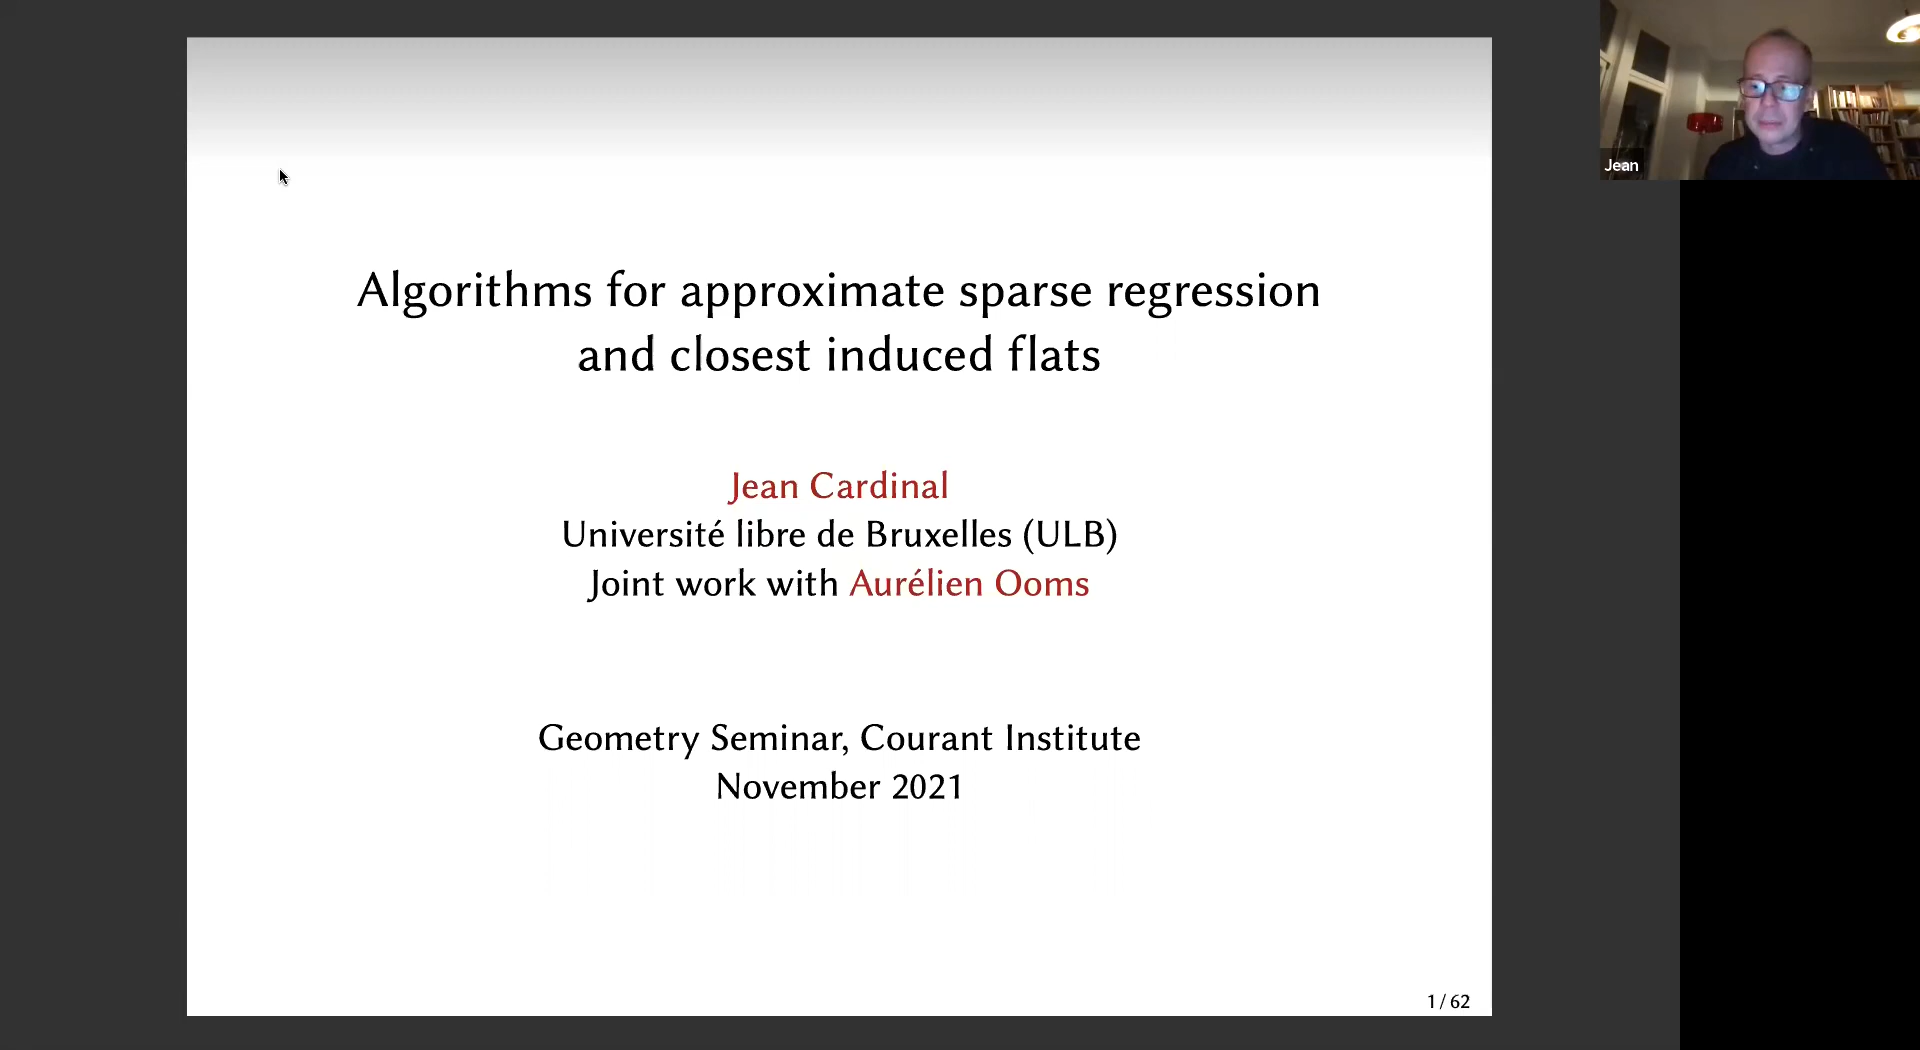 Algorithms for approximate sparse regression
and closest induced flats
Jean Cardinal
Université libre de Bruxelles (ULB)
Joint work with Aurélien Ooms
Geometry Seminar, Courant Institute
November 2021
1 / 62
Jean